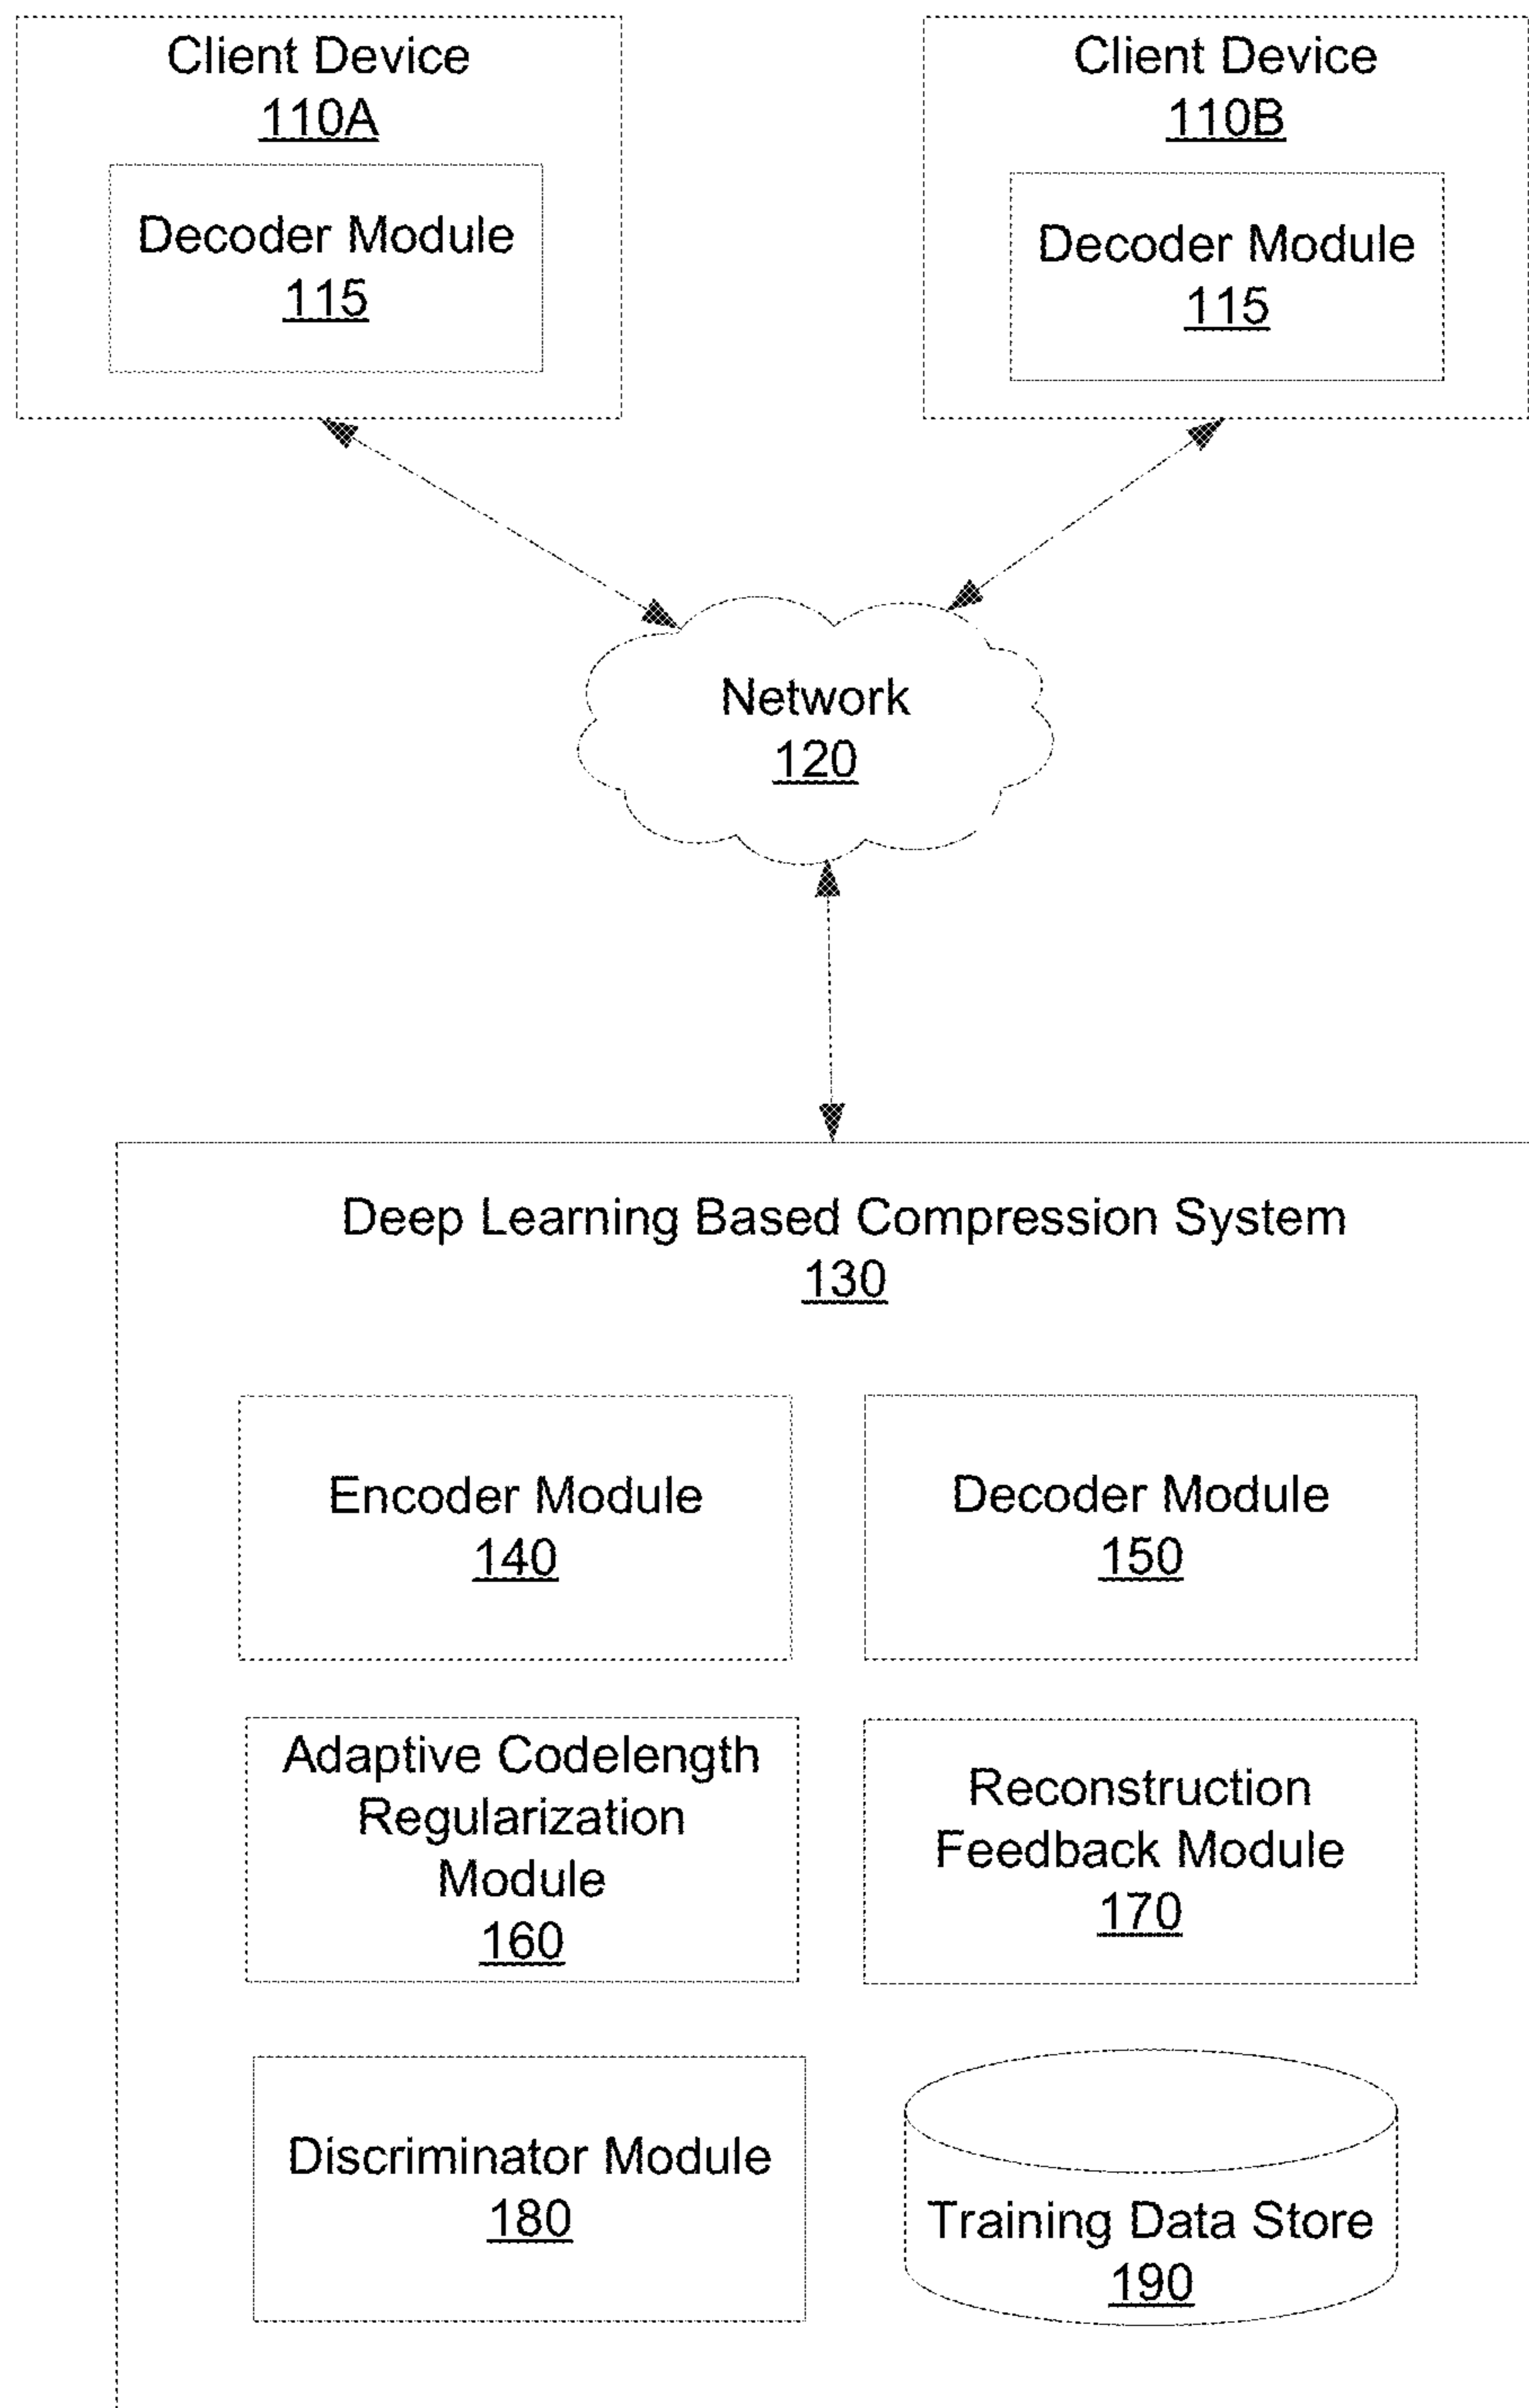 Client Device
110A
Decoder Module
115
Client Device
110B
Decoder Module
115
Network
120
Deep Learning Based Compression System
130
Encoder Module
140
Decoder Module
150
Adaptive Codelength
Regularization
Module
160
Reconstruction
Feedback Module
170
Discriminator Module
180
Training Data Store
190